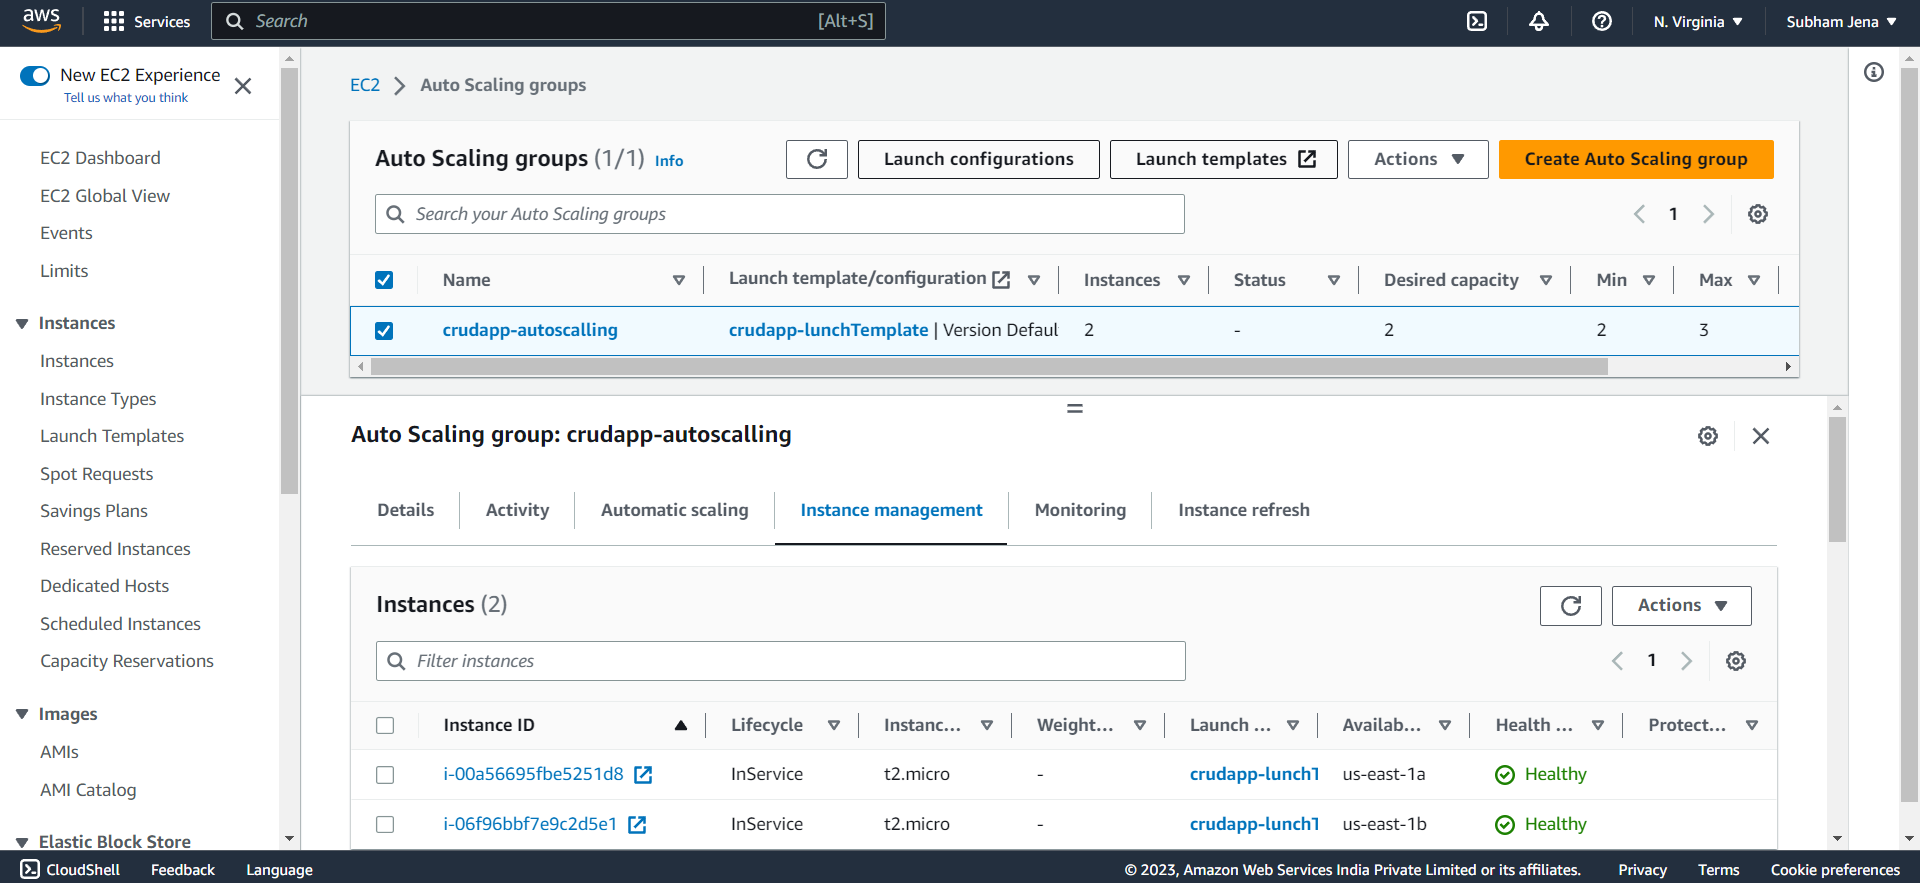 aws
Services
Search
[Alt+S]
N. Virginia
Subham Jena
New EC2 Experience
Tell us what you think
EC2 Dashboard
EC2 Global View
Events
Limits
Instances
Instances
Instance Types
Launch Templates
Spot Requests
Savings Plans
Reserved Instances
Dedicated Hosts
Scheduled Instances
Capacity Reservations
Images
AMIs
AMI Catalog
Elastic Block Store
EC2 Auto Scaling groups
Auto Scaling groups (1/1) Info
Launch configurations
Launch templates
Actions
Create Auto Scaling group
Search your Auto Scaling groups
1
Name Launch template/configuration Instances Status Desired capacity Min Max
crudapp-autoscalling crudapp-lunchTemplate | Version Defaul 2 - 2 2 3
Auto Scaling group: crudapp-autoscalling
Details Activity Automatic scaling Instance management Monitoring Instance refresh
Instances (2)
Actions
Filter instances
1
Instance ID Lifecycle Instanc... Weight... Launch ... Availab... Health ... Protect...
i-00a56695fbe5251d8 InService t2.micro - crudapp-lunchT us-east-1a Healthy
i-06f96bbf7e9c2d5e1 InService t2.micro - crudapp-lunchT us-east-1b Healthy
CloudShell Feedback Language © 2023, Amazon Web Services India Private Limited or its affiliates. Privacy Terms Cookie preferences